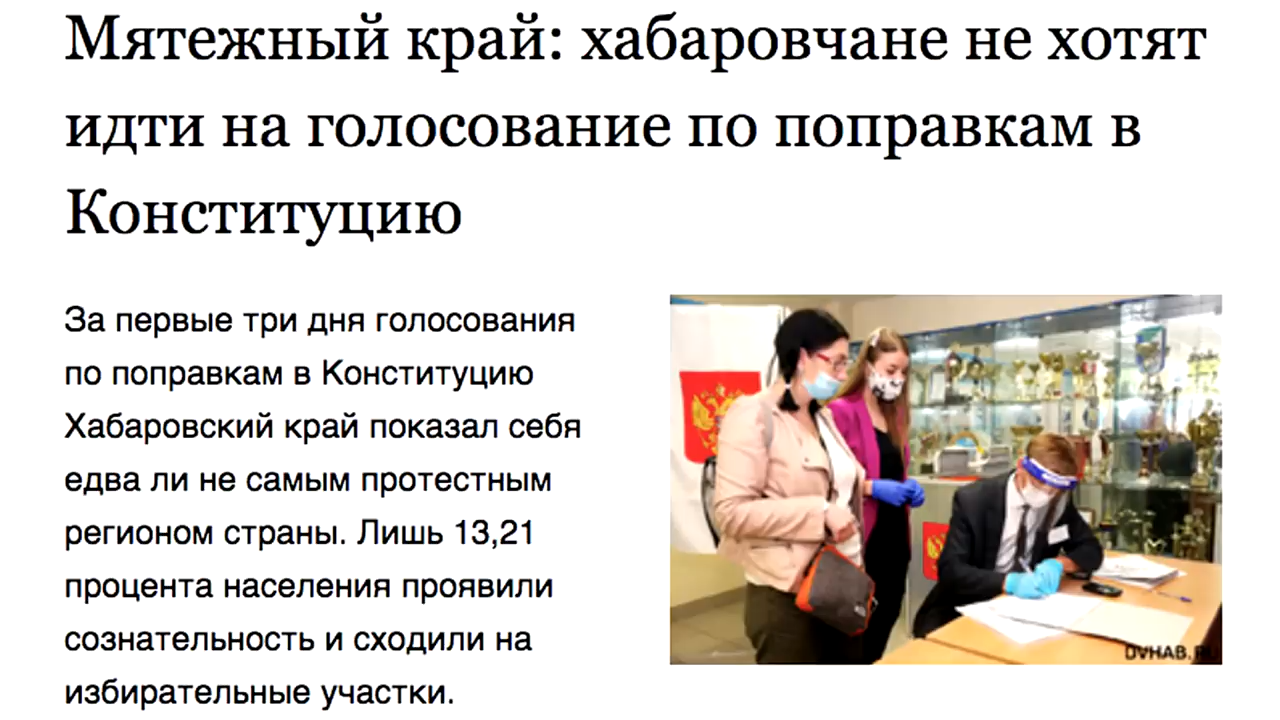 Мятежный край: хабаровчане не хотят
идти на голосование по поправкам в
Конституцию
За первые три дня голосования
по поправкам в Конституцию
Хабаровский край показал себя
едва ли не самым протестным
регионом страны. Лишь 13,21
процента населения проявили
сознательность и сходили на
избирательные участки.
DVHAB.RU